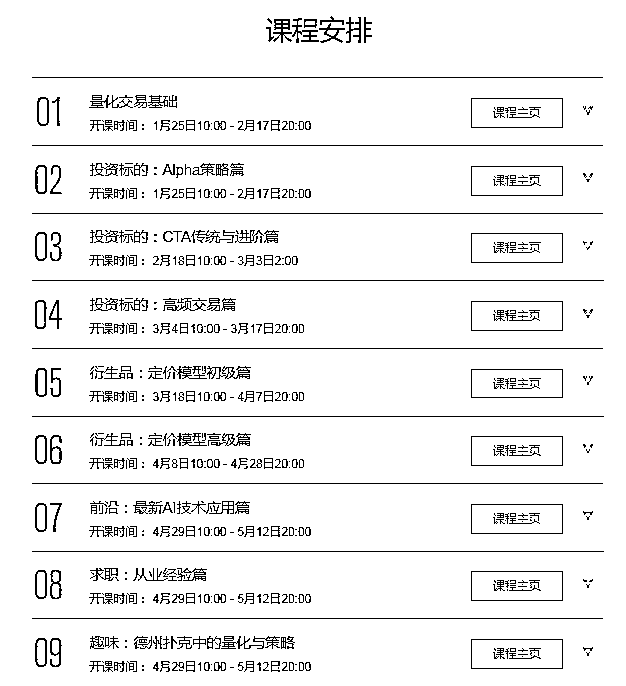 课程安排
01
量化交易基础
开课时间： 1月25日10:00 - 2月17日20:00
课程主页
02
投资标的：Alpha策略篇
开课时间： 1月25日10:00 - 2月17日20:00
课程主页
03
投资标的：CTA传统与进阶篇
开课时间： 2月18日10:00 - 3月3日2:00
课程主页
04
投资标的：高频交易篇
开课时间： 3月4日10:00 - 3月17日20:00
课程主页
05
衍生品：定价模型初级篇
开课时间： 3月18日10:00 - 4月7日20:00
课程主页
06
衍生品：定价模型高级篇
开课时间： 4月8日10:00 - 4月28日20:00
课程主页
07
前沿：最新AI技术应用篇
开课时间： 4月29日10:00 - 5月12日20:00
课程主页
08
求职：从业经验篇
开课时间： 4月29日10:00 - 5月12日20:00
课程主页
09
趣味：德州扑克中的量化与策略
开课时间： 4月29日10:00 - 5月12日20:00
课程主页